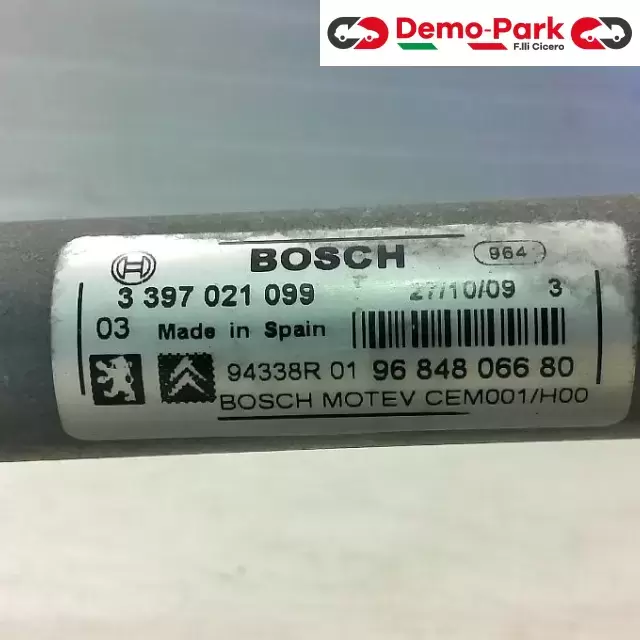 Demo-Park
F.lli Cicero
BOSCH 964
3 397 021 099 27/10/09 3
03 Made in Spain
94338R 01 96 848 066 80
BOSCH MOTEV CEM001/H00